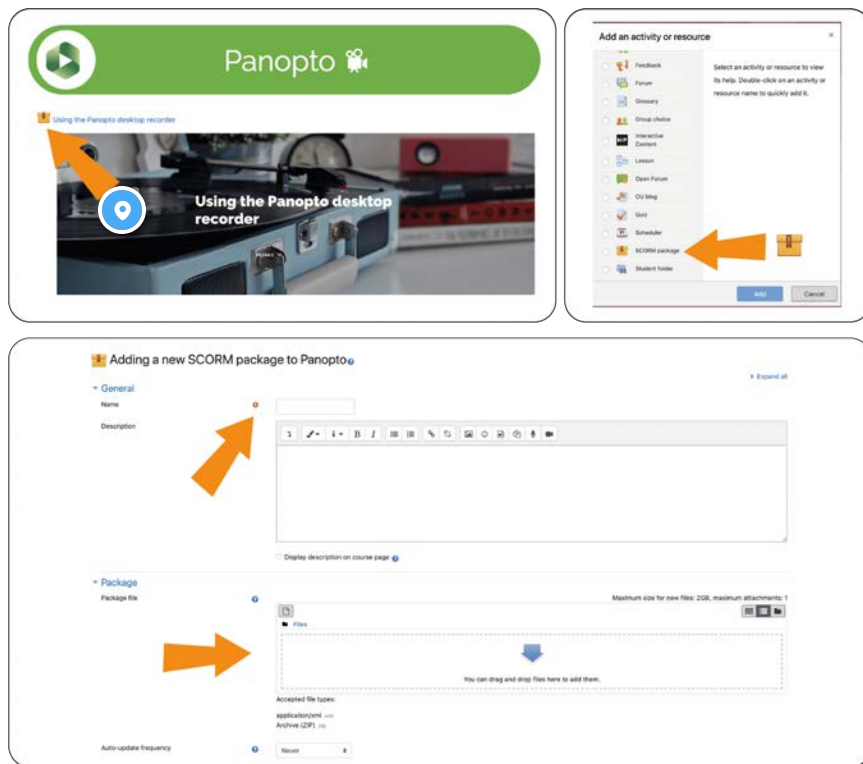 Panopto
Using the Panopto desktop recorder
Using the Panopto desktop
recorder
Add an activity or resource
×
Feedback
Forum
Glossary
Group choice
Interactive
Content
Lesson
Open Forum
OU blog
Quiz
Scheduler
SCORM package
Student folder
Select an activity or resource to view
its help. Double-click on an activity or
resource name to quickly add it.
Add
Cancel
Adding a new SCORM package to Panopto
Expand all
General
Name
Description
Display description on course page
Package
Package file
Maximum size for new files: 2GB, maximum attachments: 1
Files
You can drag and drop files here to add them.
Accepted file types:
application/xml .xml
Archive (ZIP) .zip
Auto-update frequency
Never